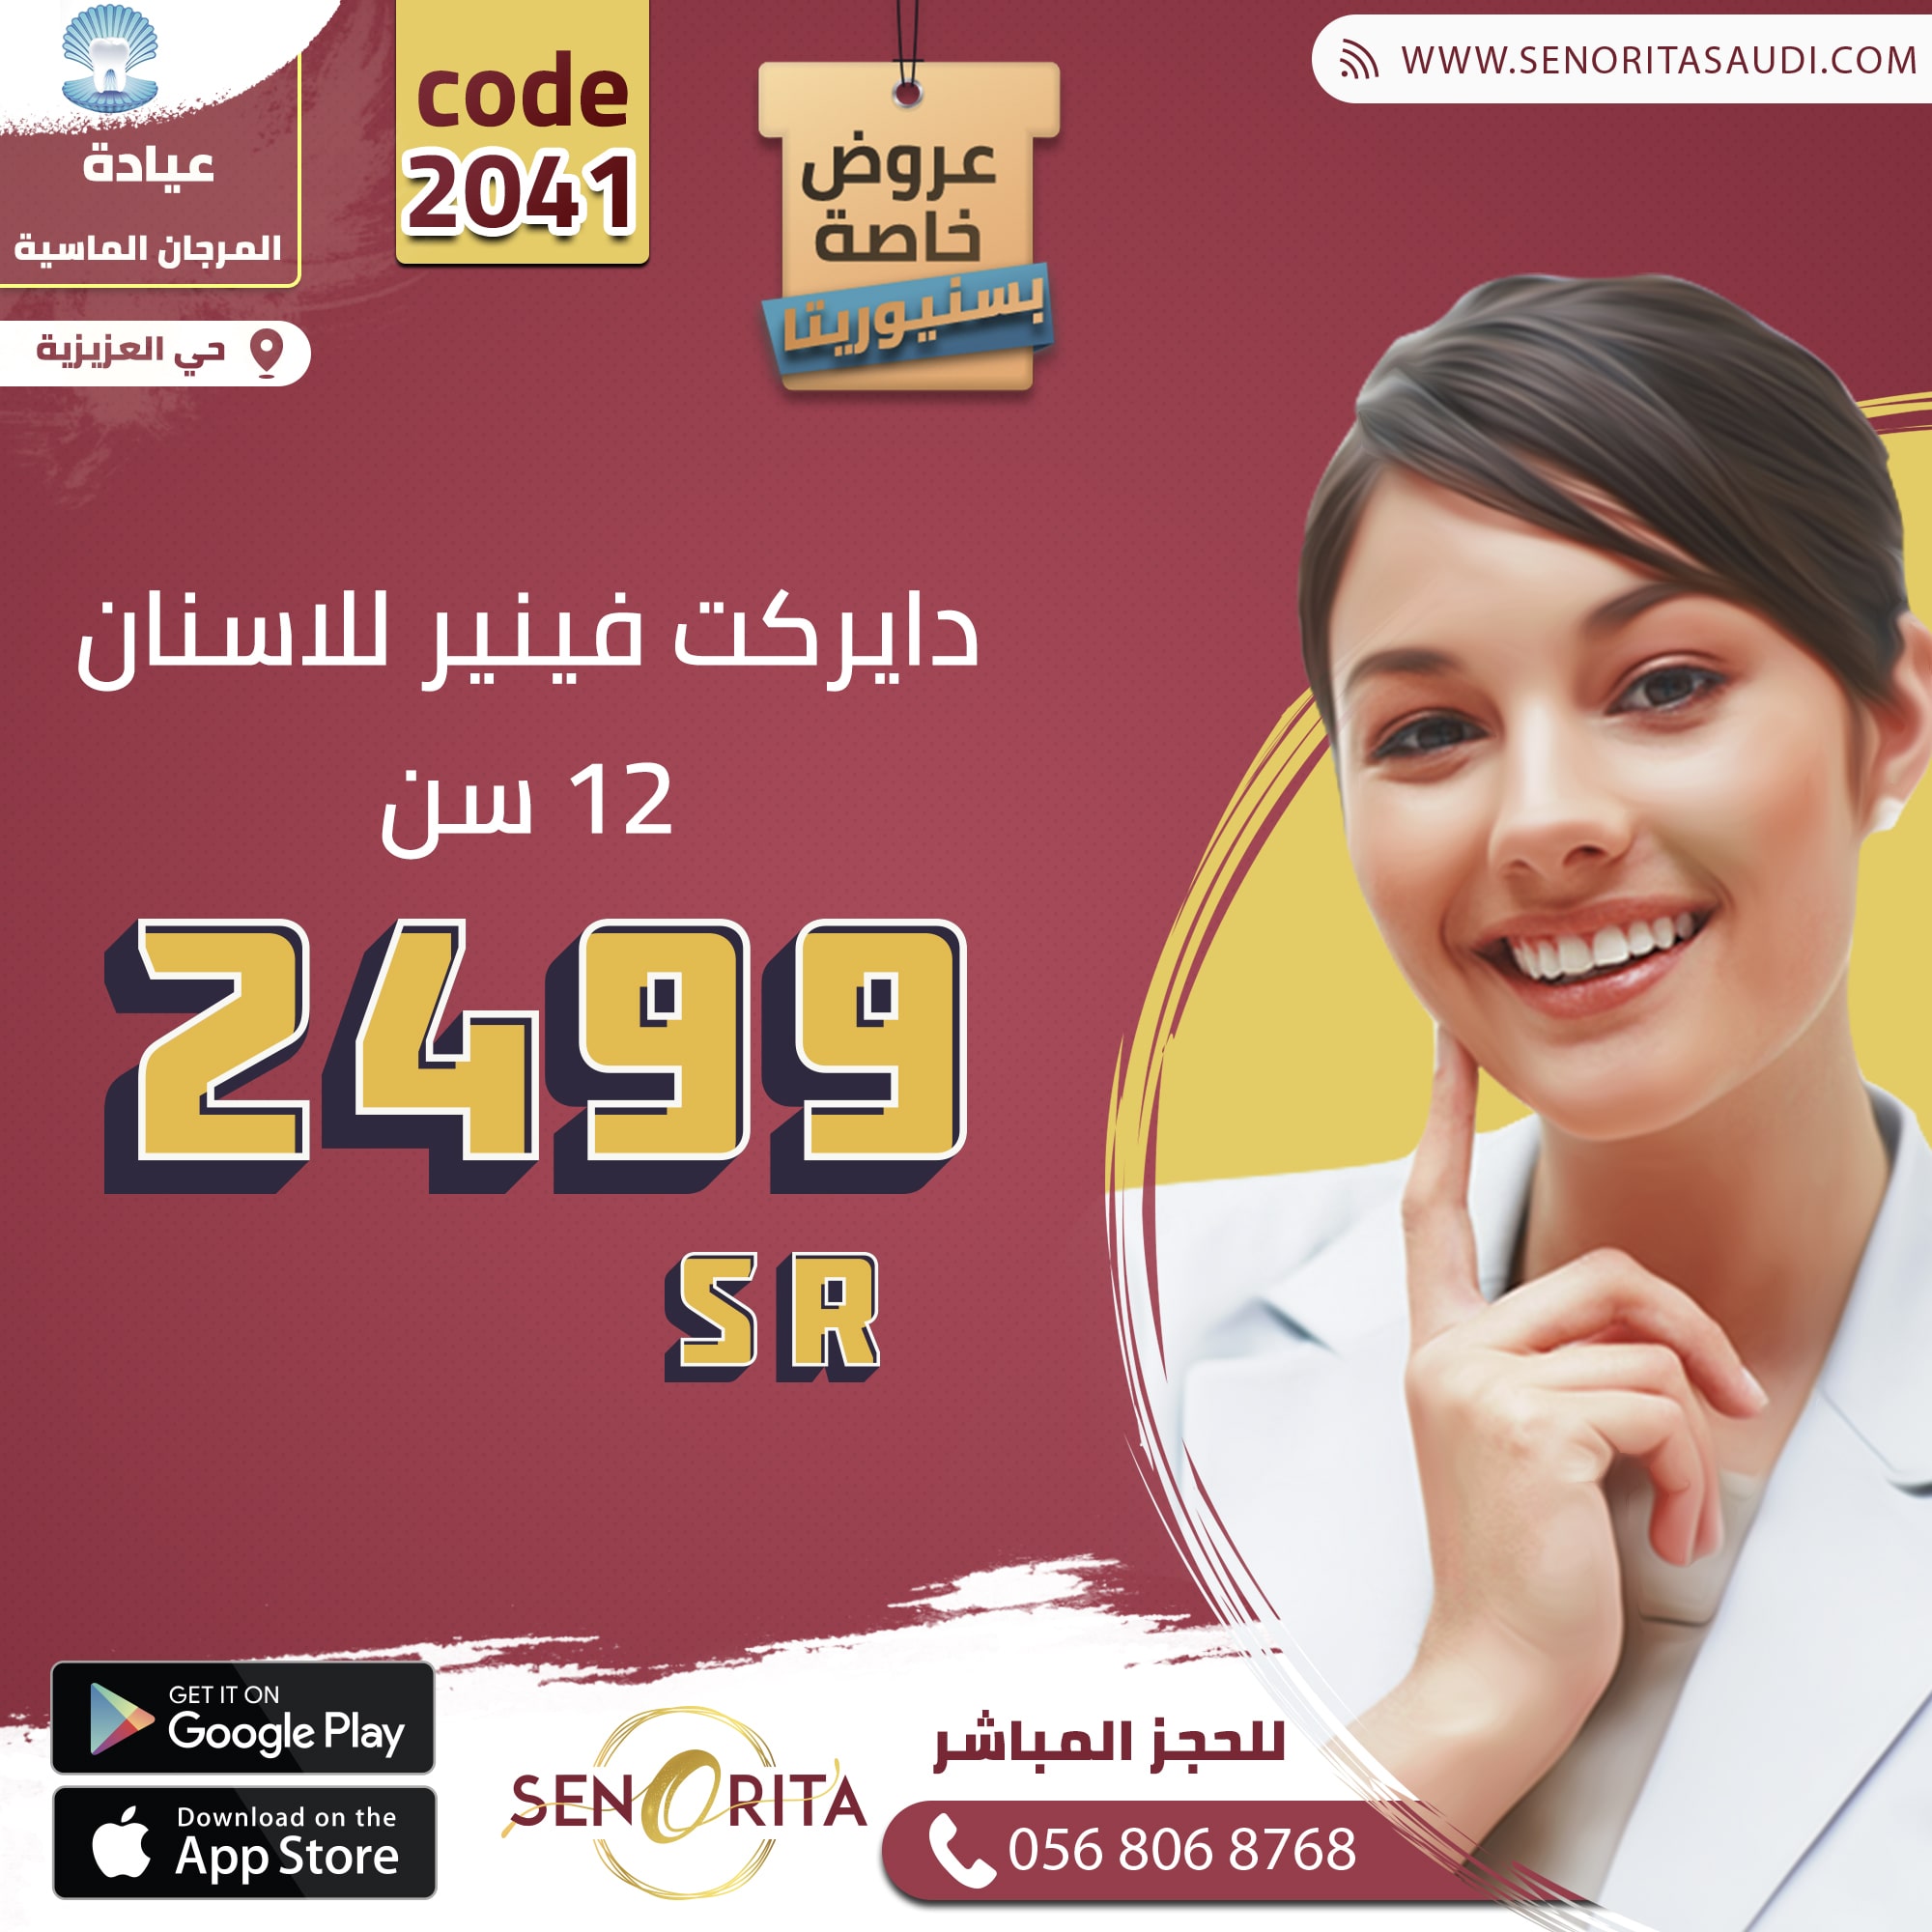 عيادة
المرجان الماسية
حي العزيزية
code
2041
عروض
خاصة
بسنيوريتا
WWW.SENORITASAUDI.COM
دايركت فينير للاسنان
12 سن
2499
SR
GET IT ON
Google Play
Download on the
App Store
SENORITA
للحجز المباشر
056 806 8768